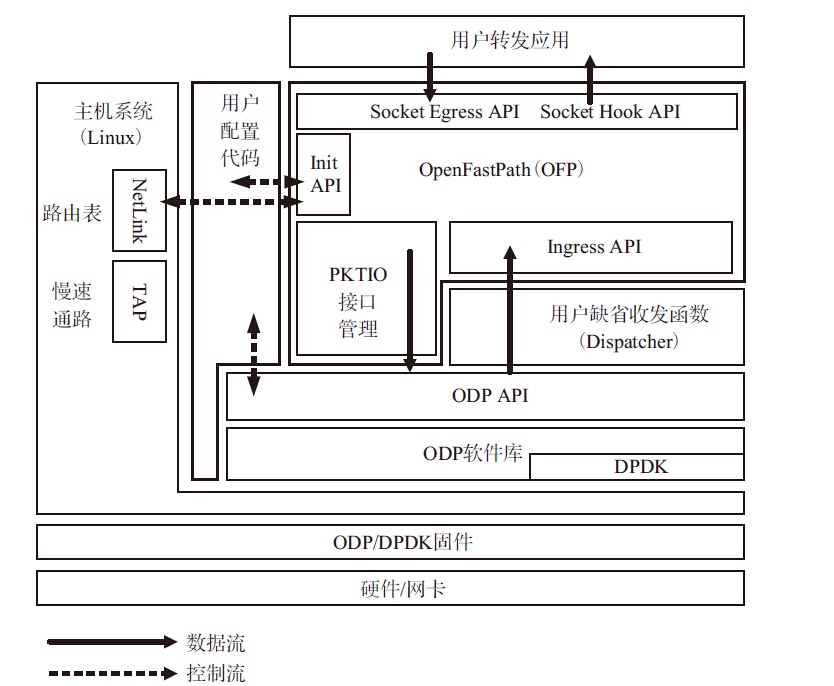 用户转发应用
主机系统
（Linux）
用户
配置
代码
Socket Egress API Socket Hook API
Init
API
OpenFastPath（OFP）
路由表
NetLink
慢速
通路
TAP
PKTIO
接口
管理
Ingress API
用户缺省收发函数
（Dispatcher）
ODP API
ODP软件库
DPDK
ODP/DPDK固件
硬件/网卡
数据流
控制流